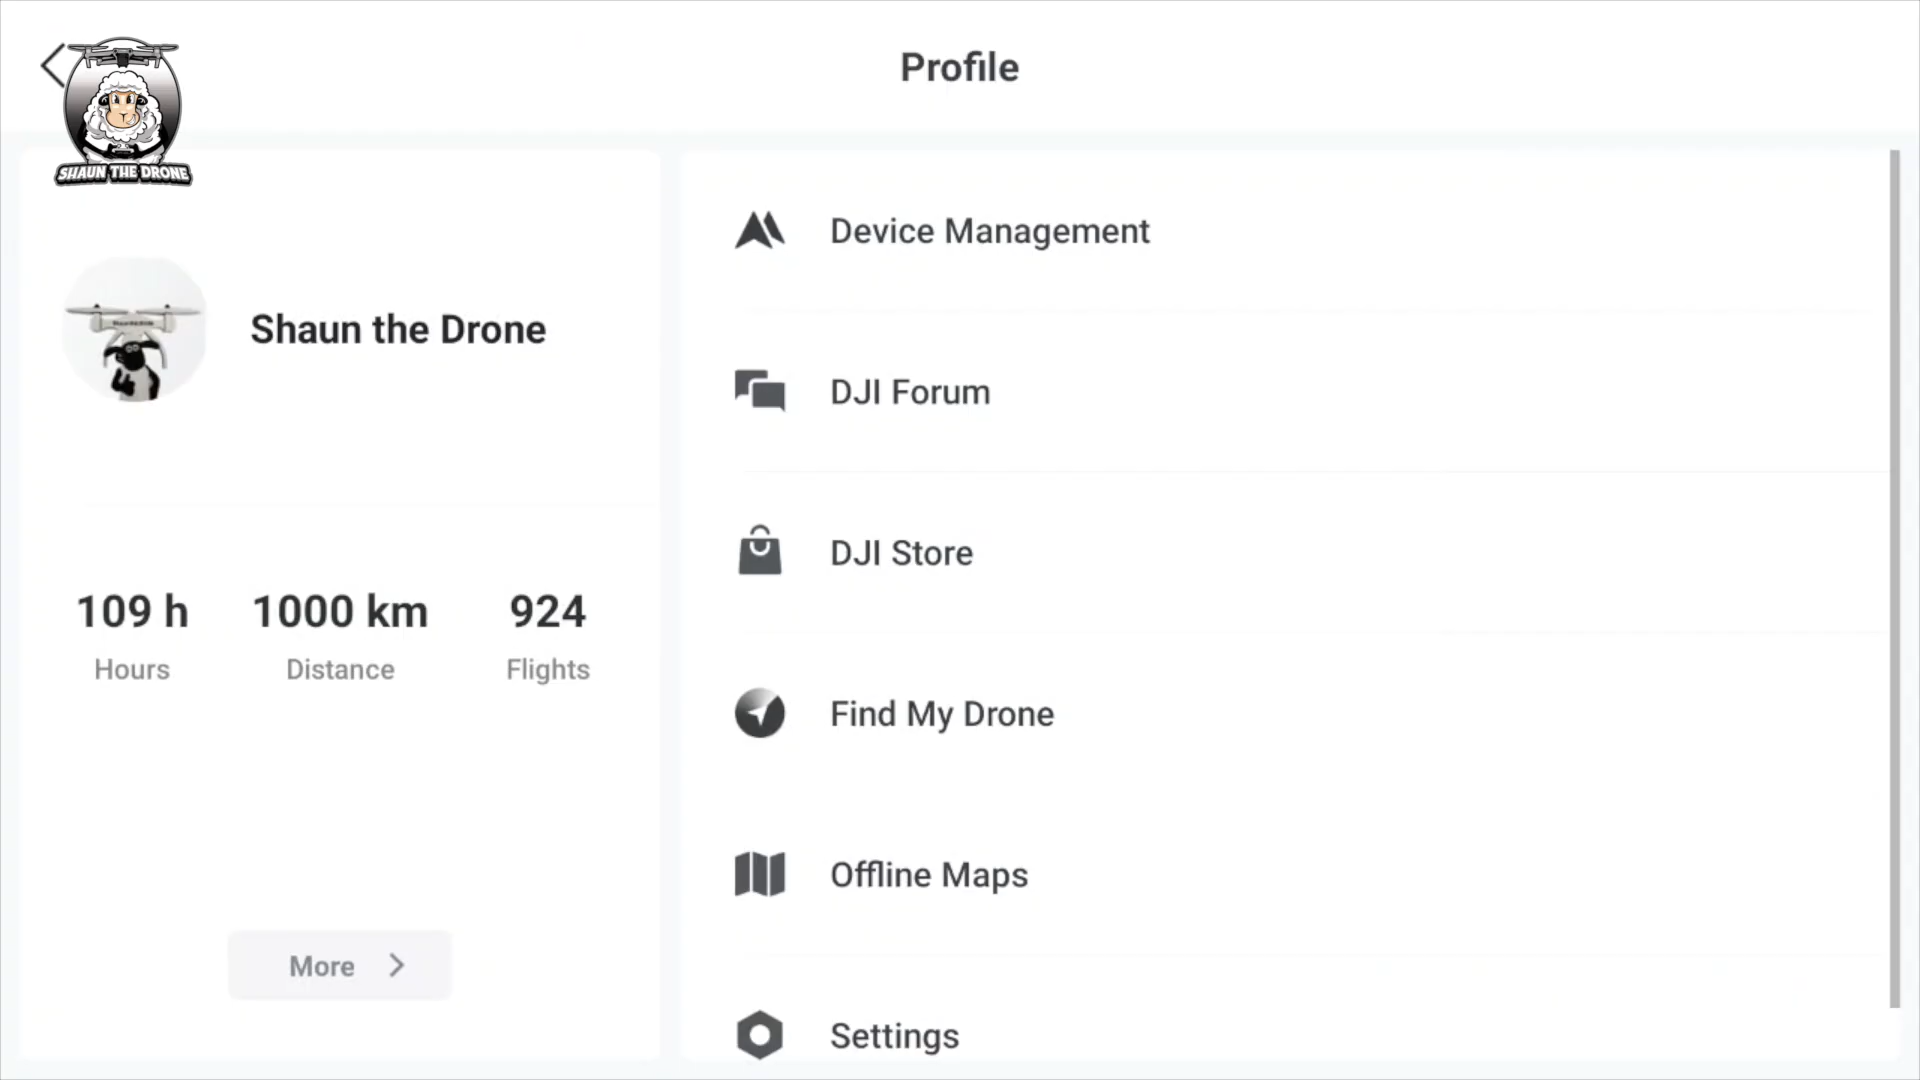 Profile
SHAUN THE DRONE
Shaun the Drone
109 h
1000 km
924
Hours
Distance
Flights
More
Device Management
DJI Forum
DJI Store
Find My Drone
Offline Maps
Settings